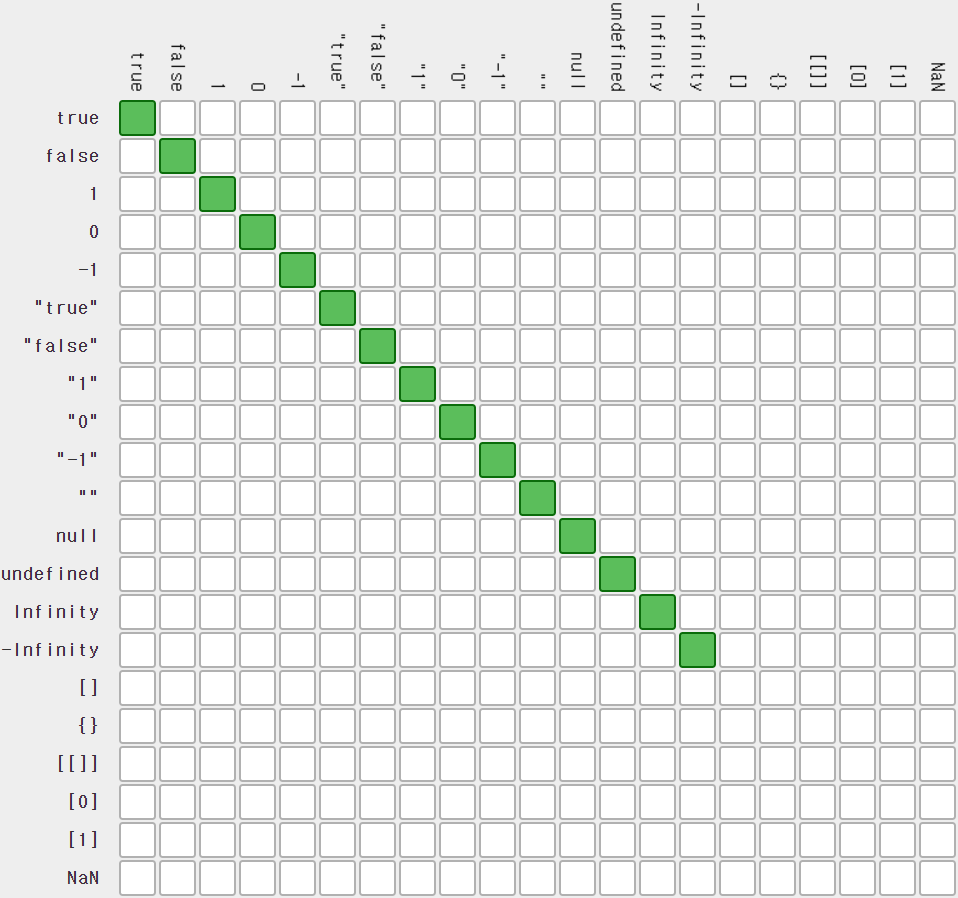 true
false
1
0
-1
"true"
"false"
"1"
"0"
"-1"
""
null
undefined
Infinity
-Infinity
[]
{}
[[]]
[0]
[1]
NaN
true
false
1
0
-1
"true"
"false"
"1"
"0"
"-1"
""
null
undefined
Infinity
-Infinity
[]
{}
[[]]
[0]
[1]
NaN